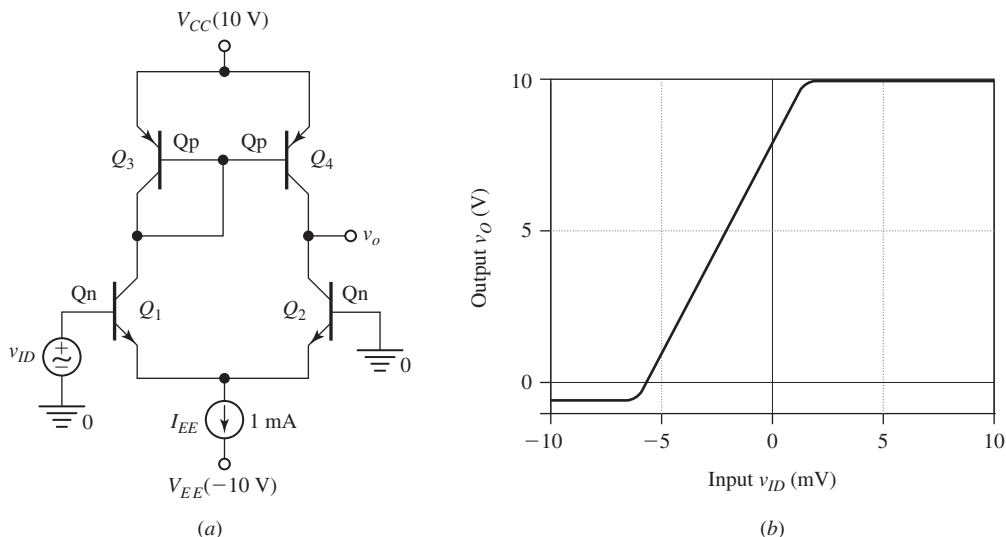 V_CC(10 V)
Qp Qp
Q_3 Q_4
v_o
Qn Qn
Q_1 Q_2
v_ID
0
0
I_EE 1 mA
V_EE(−10 V)
(a)
Output v_O (V)
10
5
0
−10 −5 0 5 10
Input v_ID (mV)
(b)